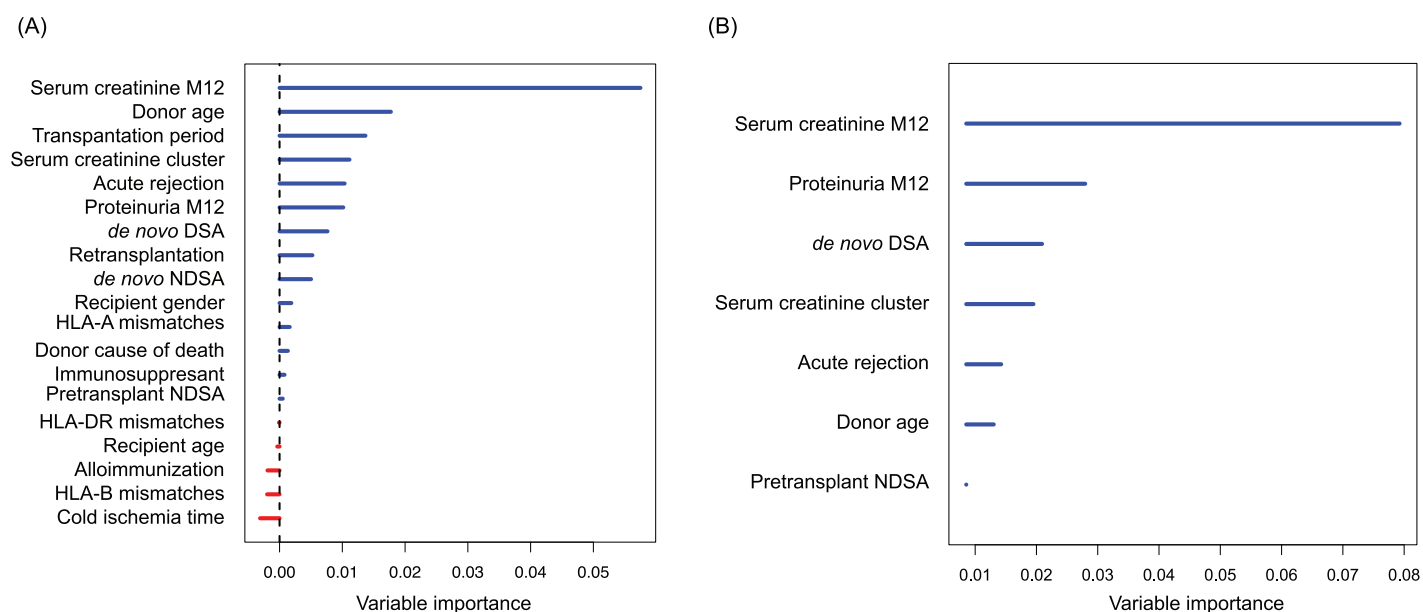 (A)
Serum creatinine M12
Donor age
Transpantation period
Serum creatinine cluster
Acute rejection
Proteinuria M12
de novo DSA
Retransplantation
de novo NDSA
Recipient gender
HLA-A mismatches
Donor cause of death
Immunosuppresant
Pretransplant NDSA
HLA-DR mismatches
Recipient age
Alloimmunization
HLA-B mismatches
Cold ischemia time
0.00 0.01 0.02 0.03 0.04 0.05
Variable importance
(B)
Serum creatinine M12
Proteinuria M12
de novo DSA
Serum creatinine cluster
Acute rejection
Donor age
Pretransplant NDSA
0.01 0.02 0.03 0.04 0.05 0.06 0.07 0.08
Variable importance